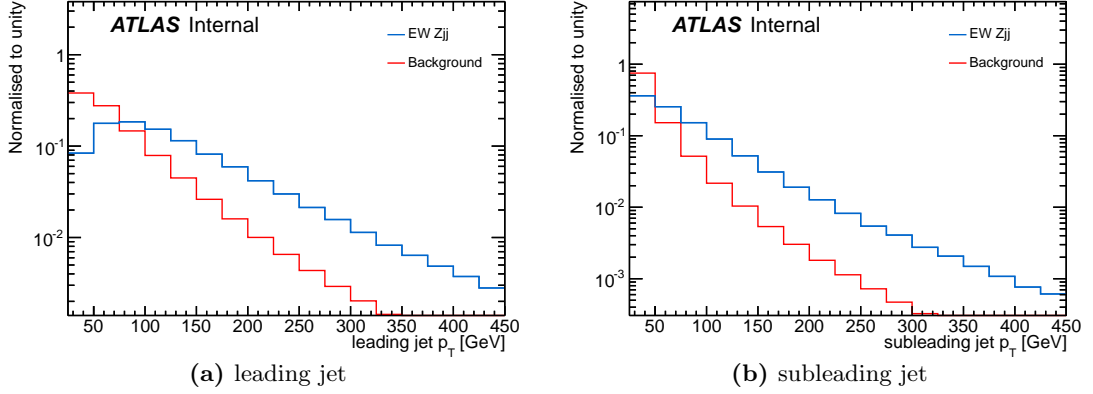 ATLAS Internal
EW Zjj
Background
Normalised to unity
1
10^-1
10^-2
50 100 150 200 250 300 350 400 450
leading jet p_T [GeV]
(a) leading jet
ATLAS Internal
EW Zjj
Background
Normalised to unity
1
10^-1
10^-2
10^-3
50 100 150 200 250 300 350 400 450
subleading jet p_T [GeV]
(b) subleading jet